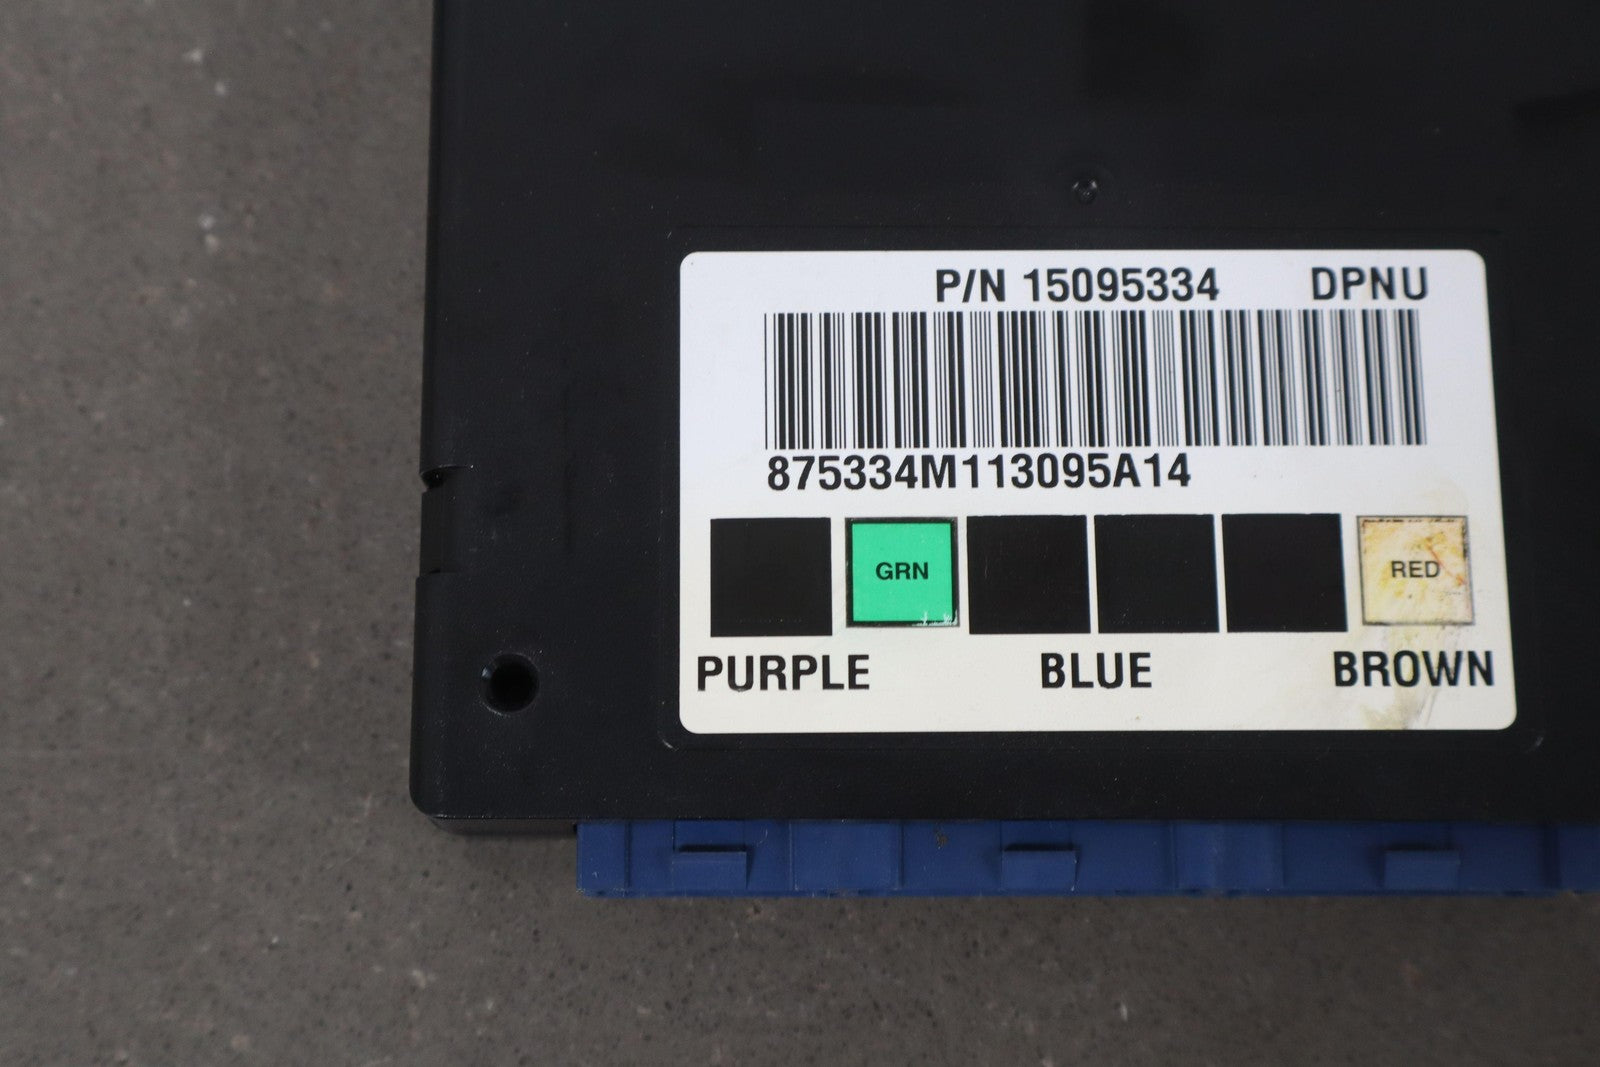 P/N 15095334 DPNU
875334M113095A14
GRN RED
PURPLE BLUE BROWN